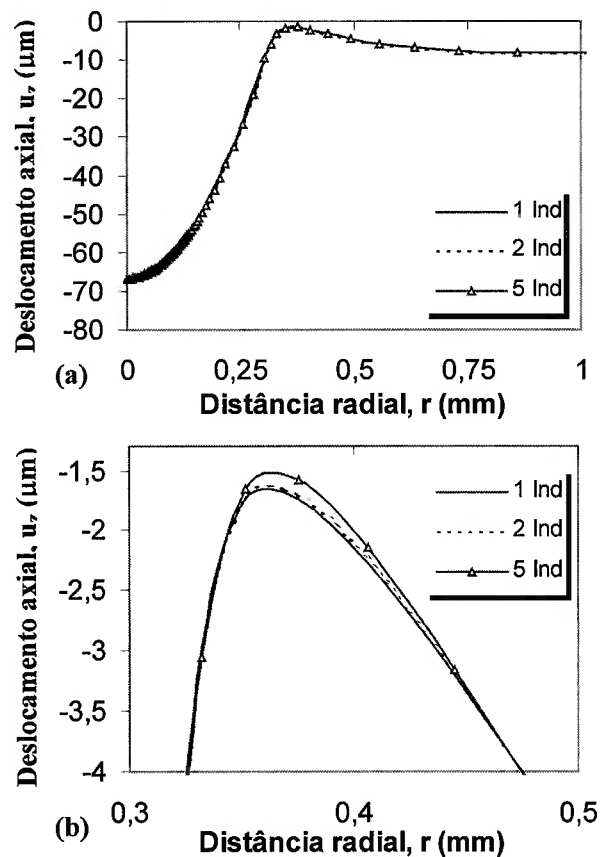 0
-10
-20
-30
-40
-50
-60
-70
-80
Deslocamento axial, u_z (µm)
1 Ind
2 Ind
5 Ind
(a)
0 0,25 0,5 0,75 1
Distância radial, r (mm)
-1,5
-2
-2,5
-3
-3,5
-4
Deslocamento axial, u_z (µm)
1 Ind
2 Ind
5 Ind
(b)
0,3 0,4 0,5
Distância radial, r (mm)